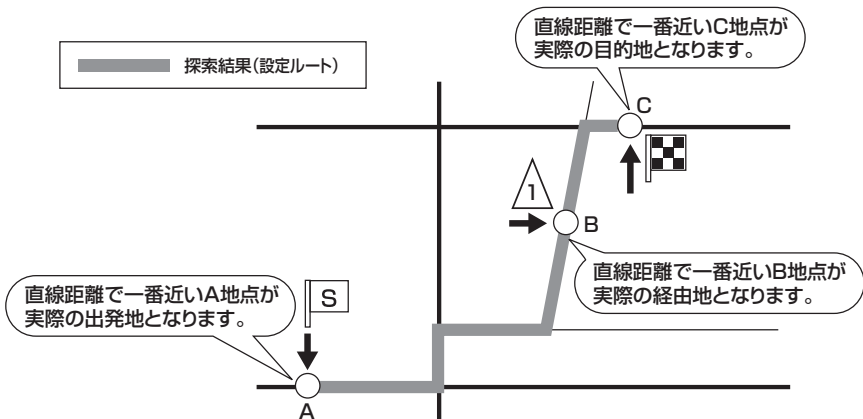 直線距離で一番近いC地点が
実際の目的地となります。
探索結果(設定ルート)
C
1
B
直線距離で一番近いB地点が
実際の経由地となります。
直線距離で一番近いA地点が
実際の出発地となります。
S
A